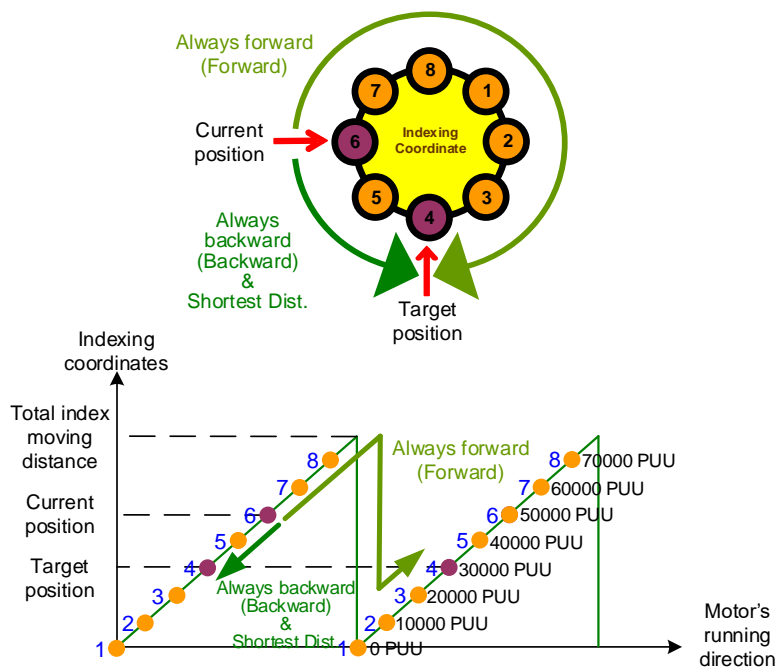 Always forward
(Forward)
8
7
1
Current
position
6
Indexing
Coordinate
2
5
3
4
Always
backward
(Backward)
&
Shortest Dist.
Target
position
Indexing
coordinates
Total index
moving
distance
Always forward
(Forward)
8
8
70000 PUU
7
7
60000 PUU
Current
position
6
6
50000 PUU
5
5
40000 PUU
Target
position
4
4
30000 PUU
Always backward
(Backward) &
Shortest Dist.
3
3
20000 PUU
2
2
10000 PUU
1
1
0 PUU
Motor's
running
direction